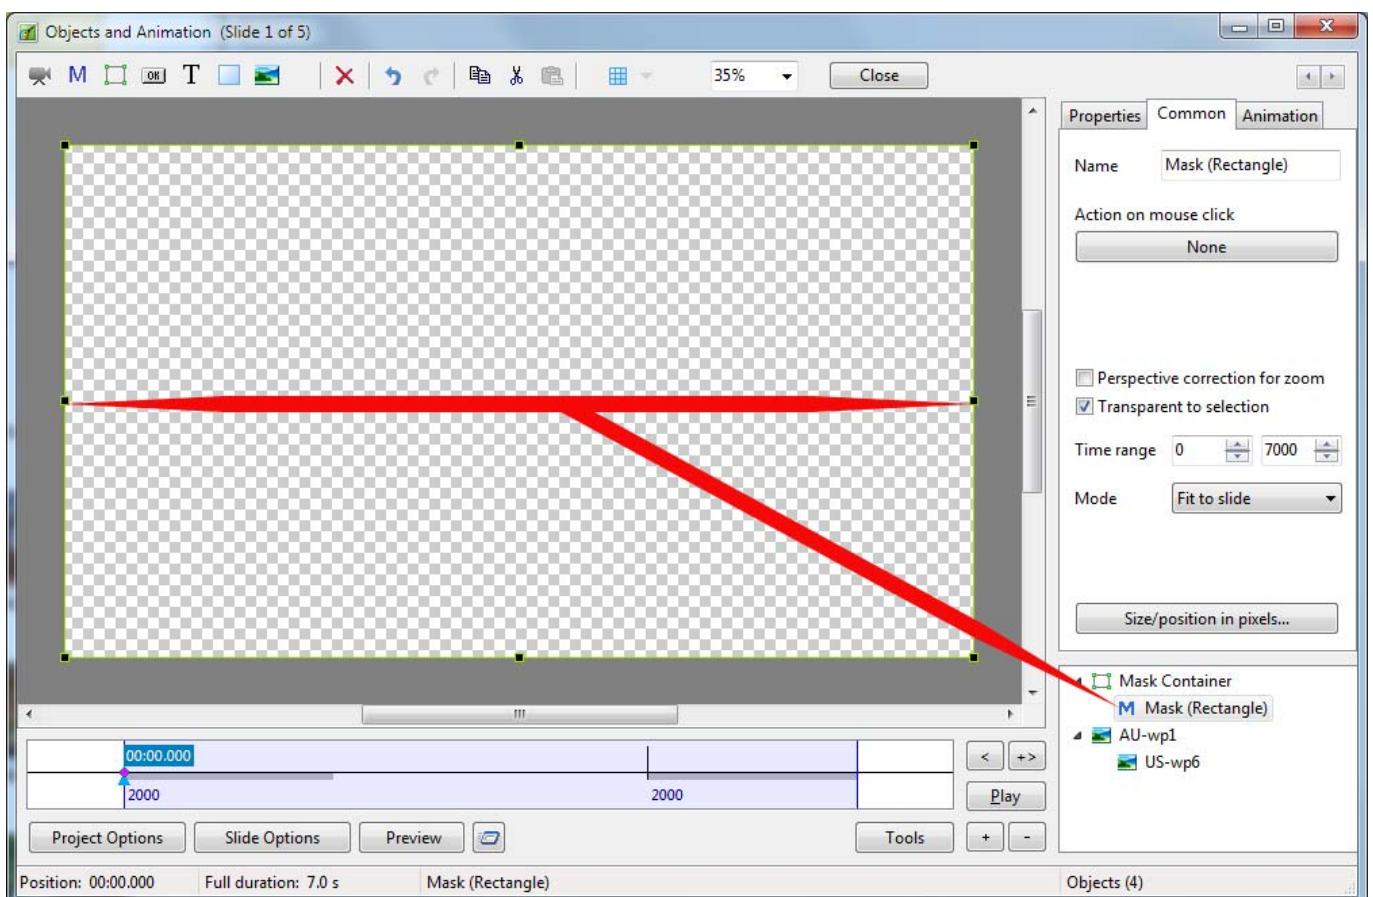 Objects and Animation (Slide 1 of 5)
M OK T 35% Close
Properties Common Animation
Name Mask (Rectangle)
Action on mouse click
None
Perspective correction for zoom
Transparent to selection
Time range 0 7000
Mode Fit to slide
Size/position in pixels...
Mask Container
M Mask (Rectangle)
AU-wp1
US-wp6
00:00.000
2000 2000
< +>
Play
Project Options Slide Options Preview Tools + -
Position: 00:00.000 Full duration: 7.0 s Mask (Rectangle) Objects (4)